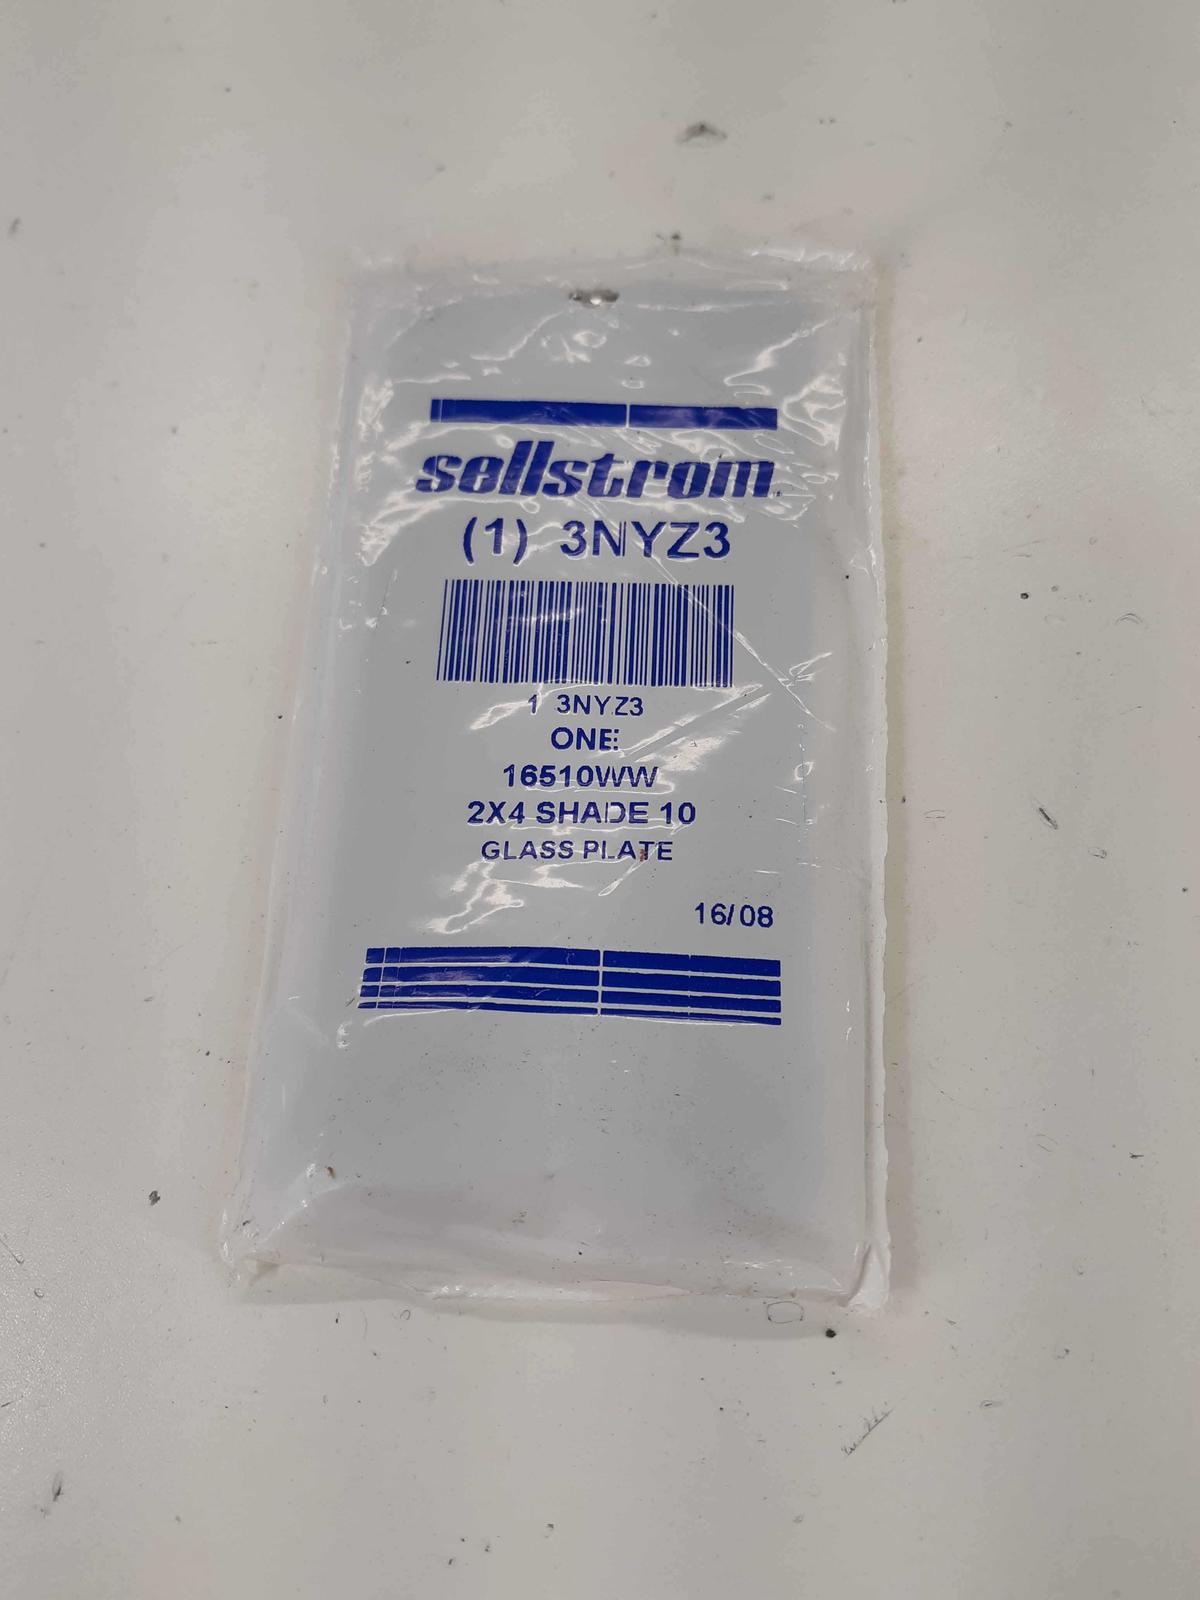 sellstrom
(1) 3NYZ3
1 3NYZ3
ONE:
16510WW
2X4 SHADE 10
GLASS PLATE
16/08